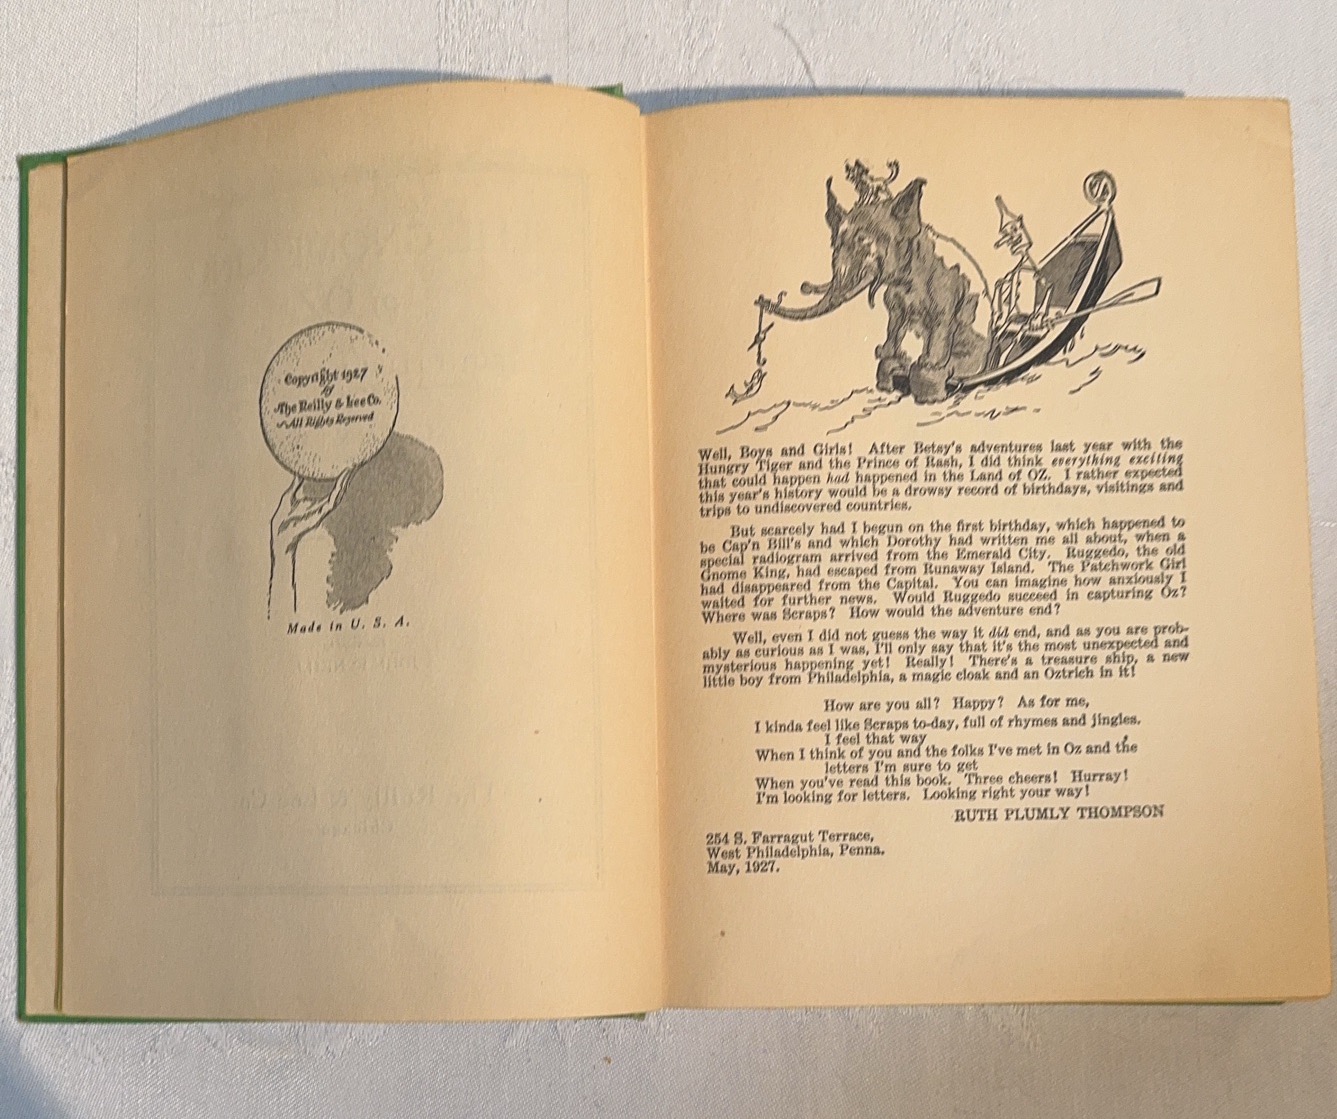 Copyright 1927
by
The Reilly & Lee Co.
All Rights Reserved
Made in U. S. A.
Well, Boys and Girls! After Betsy's adventures last year with the
Hungry Tiger and the Prince of Rash, I did think everything exciting
that could happen had happened in the Land of OZ. I rather expected
this year's history would be a drowsy record of birthdays, visitings and
trips to undiscovered countries.
But scarcely had I begun on the first birthday, which happened to
be Cap'n Bill's and which Dorothy had written me all about, when a
special radiogram arrived from the Emerald City. Ruggedo, the old
Gnome King, had escaped from Runaway Island. The Patchwork Girl
had disappeared from the Capital. You can imagine how anxiously I
waited for further news. Would Ruggedo succeed in capturing Oz?
Where was Scraps? How would the adventure end?
Well, even I did not guess the way it did end, and as you are prob-
ably as curious as I was, I'll only say that it's the most unexpected and
mysterious happening yet! Really! There's a treasure ship, a new
little boy from Philadelphia, a magic cloak and an Oztrich in it!
How are you all? Happy? As for me,
I kinda feel like Scraps to-day, full of rhymes and jingles.
I feel that way
When I think of you and the folks I've met in Oz and the
letters I'm sure to get
When you've read this book. Three cheers! Hurray!
I'm looking for letters. Looking right your way!
RUTH PLUMLY THOMPSON
254 S. Farragut Terrace,
West Philadelphia, Penna.
May, 1927.